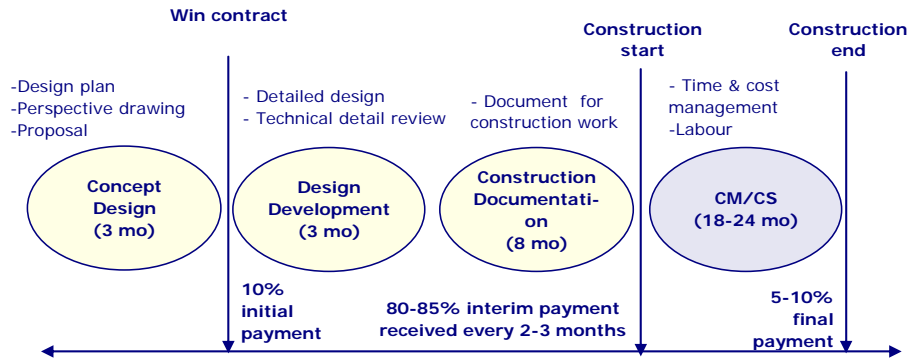 Win contract
Construction
start
Construction
end
-Design plan
-Perspective drawing
-Proposal
- Detailed design
- Technical detail review
- Document for
construction work
- Time & cost
management
-Labour
Concept
Design
(3 mo)
Design
Development
(3 mo)
Construction
Documentati-
on
(8 mo)
CM/CS
(18-24 mo)
10%
initial
payment
80-85% interim payment
received every 2-3 months
5-10%
final
payment